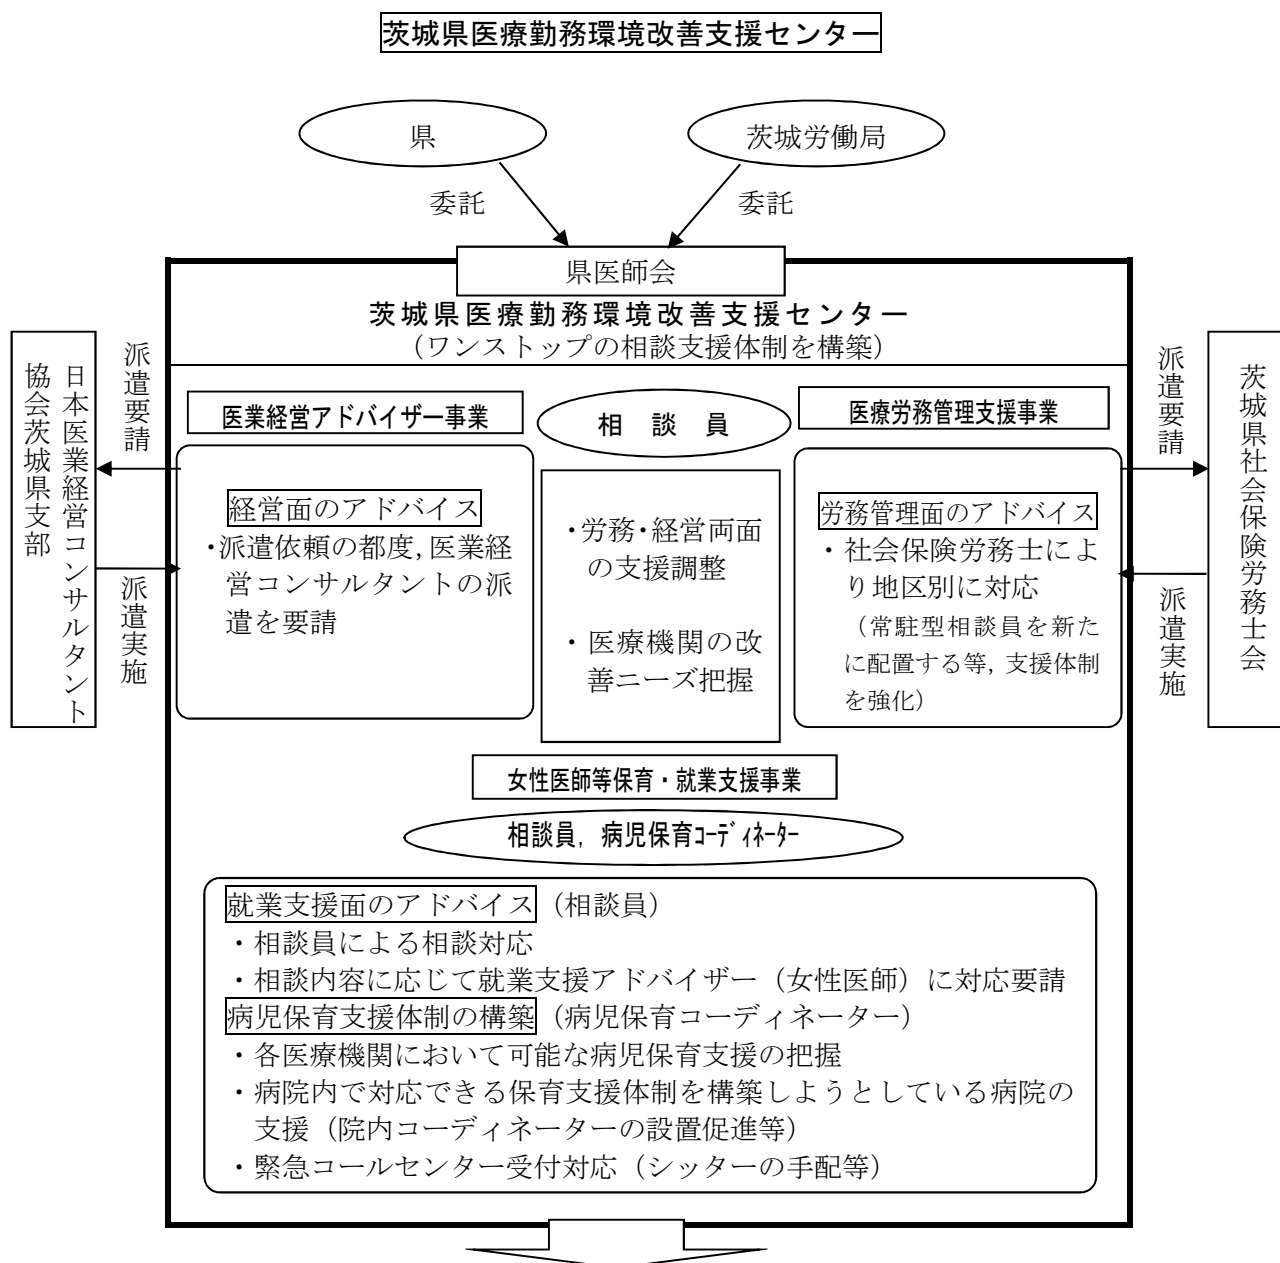 茨城県医療勤務環境改善支援センター
県
茨城労働局
委託
委託
県医師会
茨城県医療勤務環境改善支援センター
（ワンストップの相談支援体制を構築）
日本医業経営コンサルタント
協会茨城県支部
派遣要請
派遣実施
医業経営アドバイザー事業
経営面のアドバイス
・派遣依頼の都度，医業経
営コンサルタントの派
遣を要請
相　談　員
・労務・経営両面
の支援調整
・医療機関の改
善ニーズ把握
医療労務管理支援事業
労務管理面のアドバイス
・社会保険労務士によ
り地区別に対応
（常駐型相談員を新た
に配置する等，支援体制
を強化）
派遣要請
派遣実施
茨城県社会保険労務士会
女性医師等保育・就業支援事業
相談員，病児保育ｺｰﾃﾞｨﾈｰﾀｰ
就業支援面のアドバイス（相談員）
・相談員による相談対応
・相談内容に応じて就業支援アドバイザー（女性医師）に対応要請
病児保育支援体制の構築（病児保育コーディネーター）
・各医療機関において可能な病児保育支援の把握
・病院内で対応できる保育支援体制を構築しようとしている病院の
支援（院内コーディネーターの設置促進等）
・緊急コールセンター受付対応（シッターの手配等）